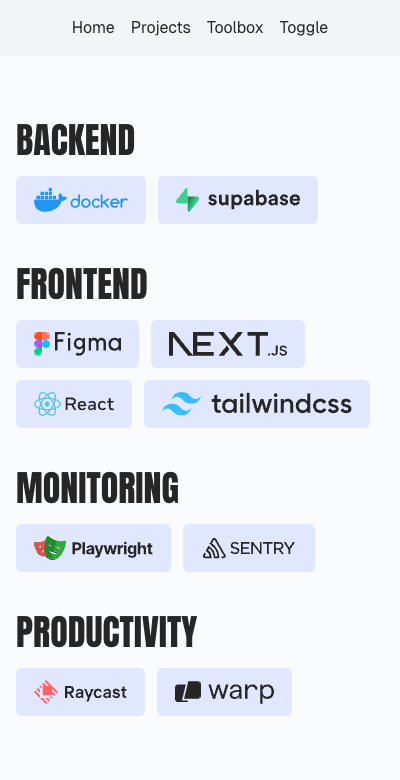 Home Projects Toolbox Toggle
BACKEND
docker supabase
FRONTEND
Figma NEXT.JS
React tailwindcss
MONITORING
Playwright SENTRY
PRODUCTIVITY
Raycast warp